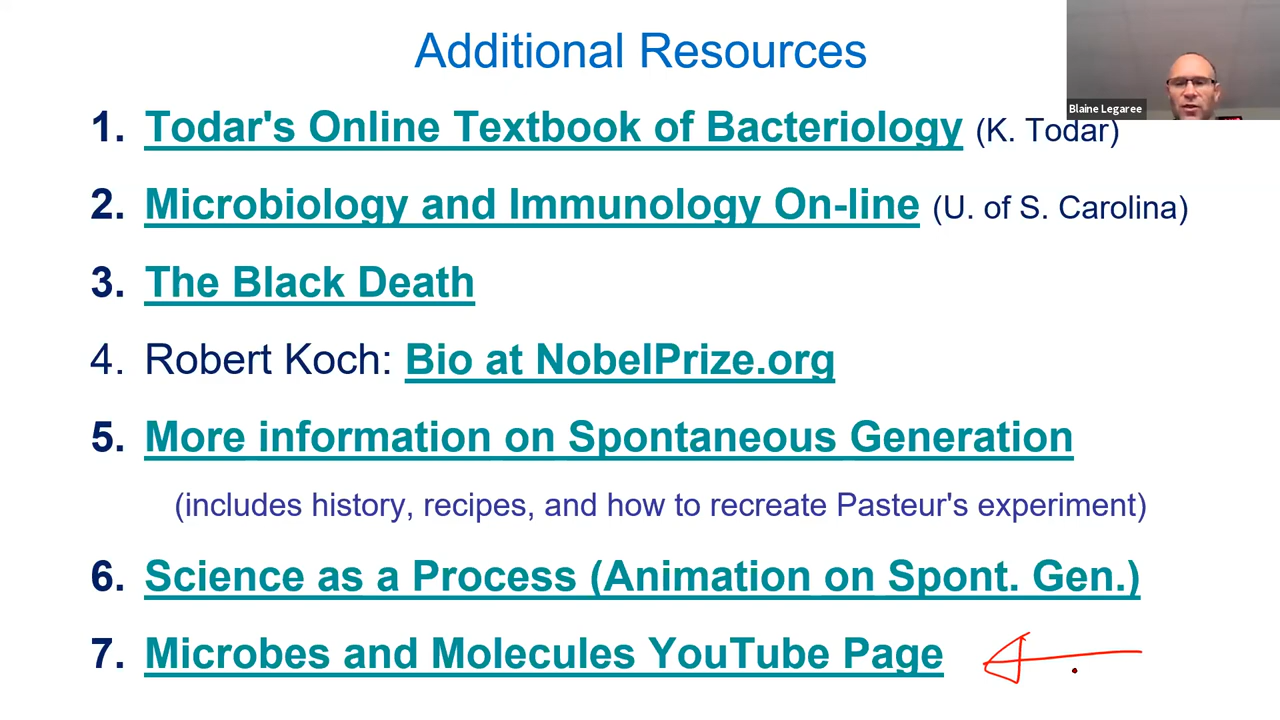 Additional Resources
Blaine Legaree
1. Todar's Online Textbook of Bacteriology (K. Todar)
2. Microbiology and Immunology On-line (U. of S. Carolina)
3. The Black Death
4. Robert Koch: Bio at NobelPrize.org
5. More information on Spontaneous Generation
(includes history, recipes, and how to recreate Pasteur's experiment)
6. Science as a Process (Animation on Spont. Gen.)
7. Microbes and Molecules YouTube Page